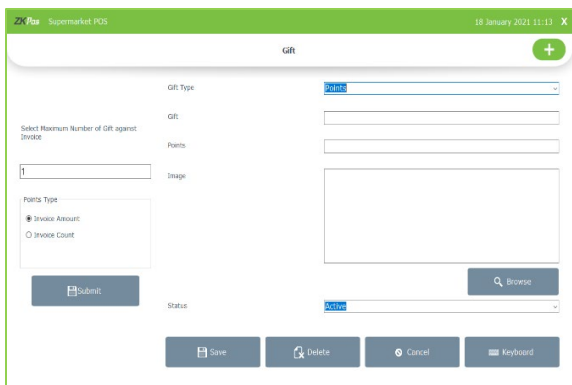 ZKPos Supermarket POS
18 January 2021 11:13 X
Gift
+
Gift Type
Points
Gift
Select Maximum Number of Gift against
Invoice
Points
1
Image
Points Type
Invoice Amount
Invoice Count
Browse
Submit
Status
Active
Save
Delete
Cancel
Keyboard